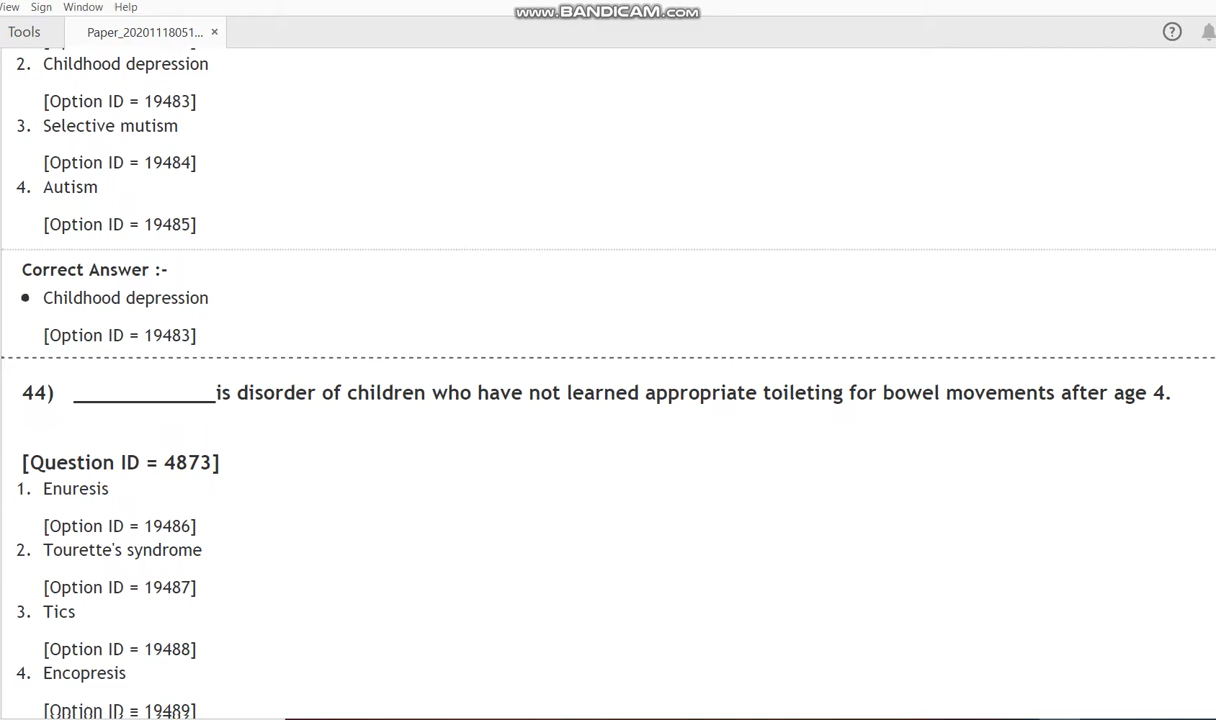 View Sign Window Help
www.BANDICAM.com
Tools Paper_20201118051... ×
2. Childhood depression
[Option ID = 19483]
3. Selective mutism
[Option ID = 19484]
4. Autism
[Option ID = 19485]
Correct Answer :-
• Childhood depression
[Option ID = 19483]
44) _____________is disorder of children who have not learned appropriate toileting for bowel movements after age 4.
[Question ID = 4873]
1. Enuresis
[Option ID = 19486]
2. Tourette's syndrome
[Option ID = 19487]
3. Tics
[Option ID = 19488]
4. Encopresis
[Option ID = 19489]